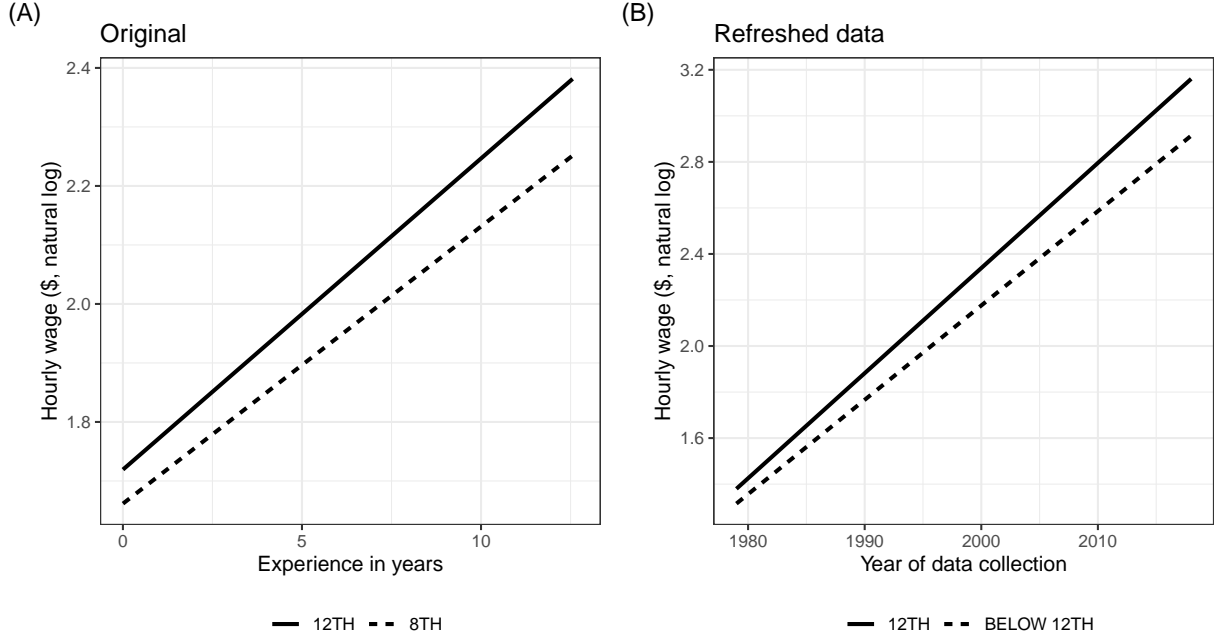 (A)
Original
2.4
2.2
2.0
1.8
Hourly wage ($, natural log)
0 5 10
Experience in years
12TH 8TH
(B)
Refreshed data
3.2
2.8
2.4
2.0
1.6
Hourly wage ($, natural log)
1980 1990 2000 2010
Year of data collection
12TH BELOW 12TH